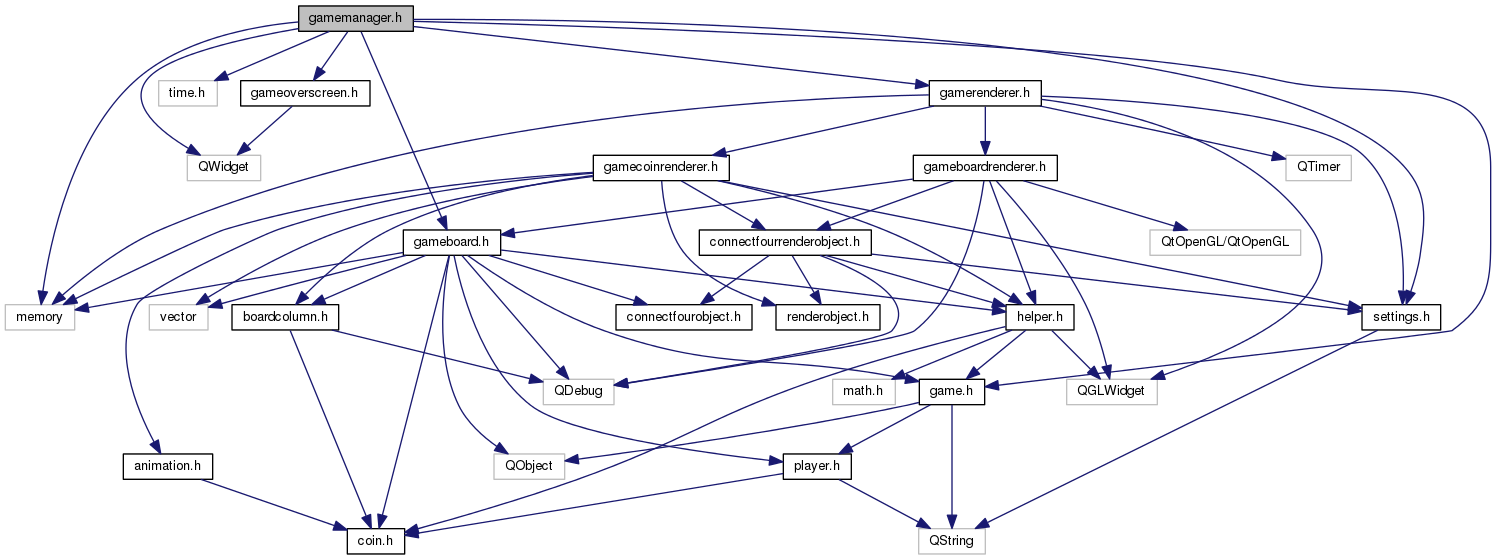 gamemanager.h
time.h
gameoverscreen.h
gamerenderer.h
QWidget
gamecoinrenderer.h
gameboardrenderer.h
QTimer
gameboard.h
connectfourrenderobject.h
QtOpenGL/QtOpenGL
memory
vector
boardcolumn.h
connectfourobject.h
renderobject.h
helper.h
settings.h
QDebug
math.h
game.h
QGLWidget
animation.h
QObject
player.h
coin.h
QString